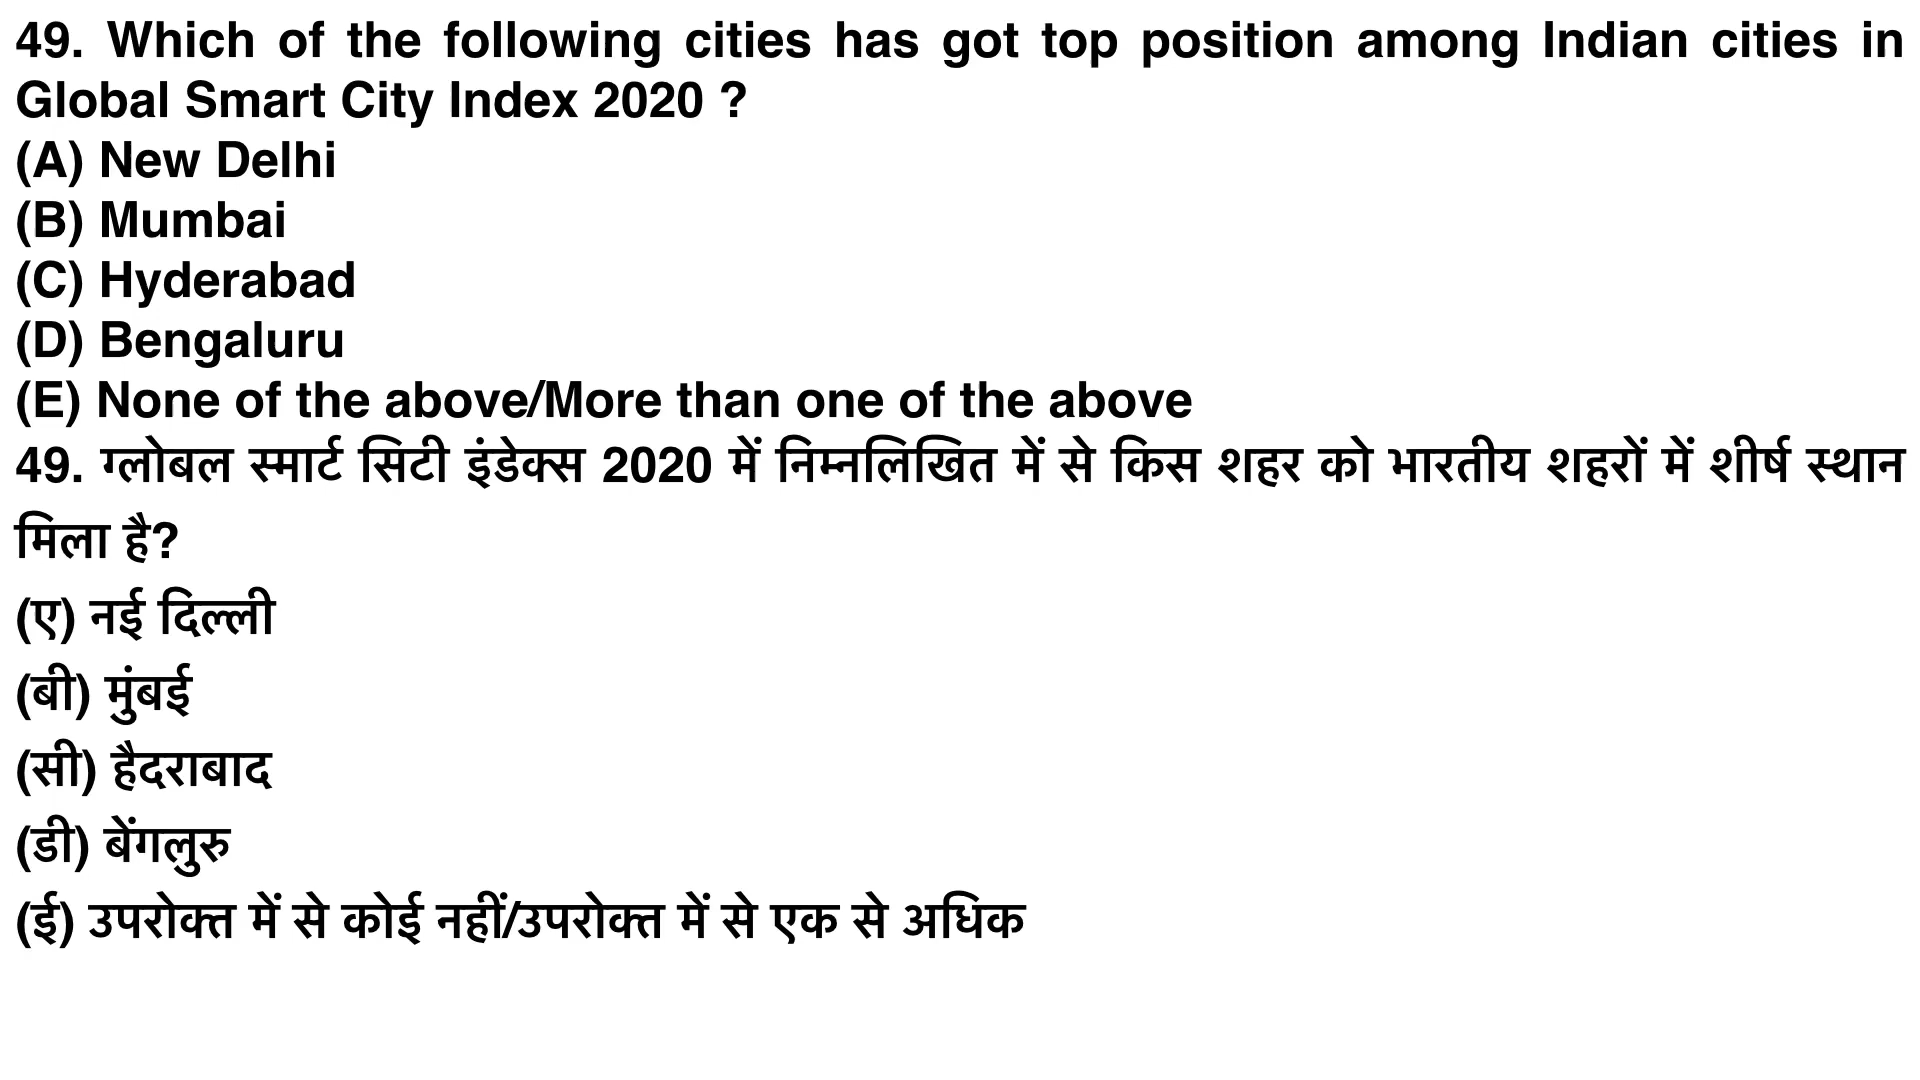 49. Which of the following cities has got top position among Indian cities in
Global Smart City Index 2020 ?
(A) New Delhi
(B) Mumbai
(C) Hyderabad
(D) Bengaluru
(E) None of the above/More than one of the above
49. ग्लोबल स्मार्ट सिटी इंडेक्स 2020 में निम्नलिखित में से किस शहर को भारतीय शहरों में शीर्ष स्थान
मिला है?
(ए) नई दिल्ली
(बी) मुंबई
(सी) हैदराबाद
(डी) बेंगलुरु
(ई) उपरोक्त में से कोई नहीं/उपरोक्त में से एक से अधिक